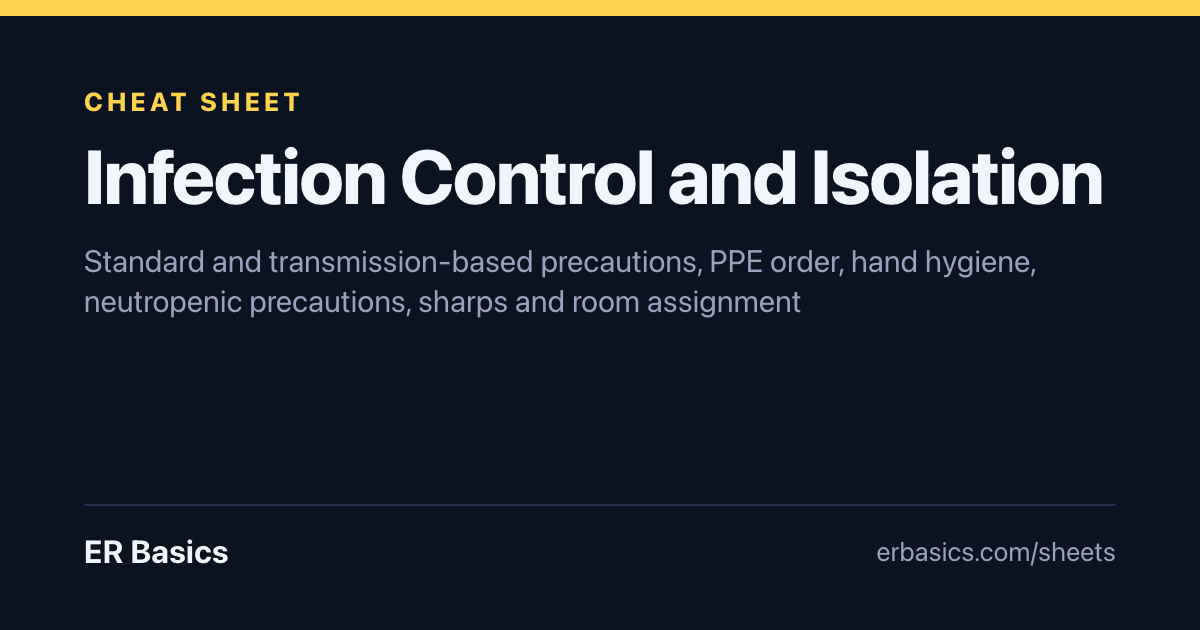 CHEAT SHEET
Infection Control and Isolation
Standard and transmission-based precautions, PPE order, hand hygiene,
neutropenic precautions, sharps and room assignment
ER Basics
erbasics.com/sheets